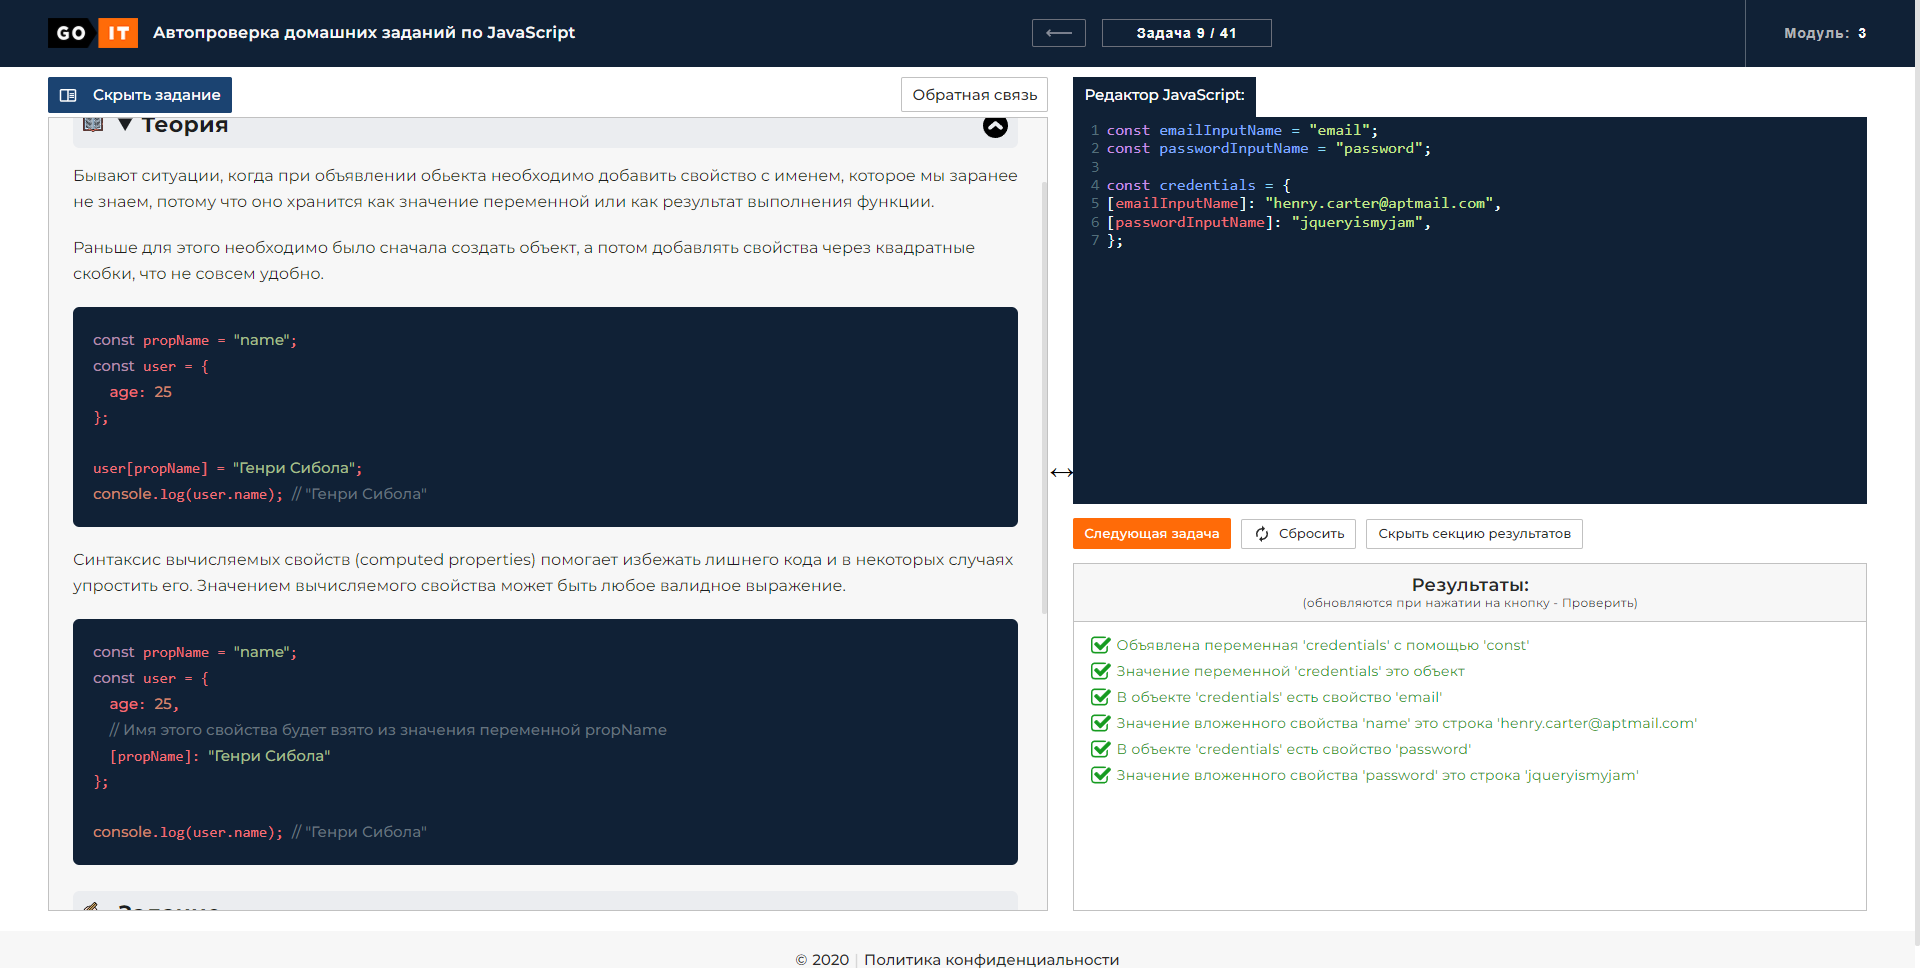 GO IT Автопроверка домашних заданий по JavaScript
Задача 9 / 41
Модуль: 3
Скрыть задание
Обратная связь
▼ Теория
Бывают ситуации, когда при объявлении обьекта необходимо добавить свойство с именем, которое мы заранее
не знаем, потому что оно хранится как значение переменной или как результат выполнения функции.
Раньше для этого необходимо было сначала создать объект, а потом добавлять свойства через квадратные
скобки, что не совсем удобно.
const propName = "name";
const user = {
  age: 25
};
user[propName] = "Генри Сибола";
console.log(user.name); // "Генри Сибола"
Синтаксис вычисляемых свойств (computed properties) помогает избежать лишнего кода и в некоторых случаях
упростить его. Значением вычисляемого свойства может быть любое валидное выражение.
const propName = "name";
const user = {
  age: 25,
  // Имя этого свойства будет взято из значения переменной propName
  [propName]: "Генри Сибола"
};
console.log(user.name); // "Генри Сибола"
Редактор JavaScript:
1 const emailInputName = "email";
2 const passwordInputName = "password";
3
4 const credentials = {
5 [emailInputName]: "henry.carter@aptmail.com",
6 [passwordInputName]: "jqueryismyjam",
7 };
Следующая задача
Сбросить
Скрыть секцию результатов
Результаты:
(обновляются при нажатии на кнопку - Проверить)
Объявлена переменная 'credentials' с помощью 'const'
Значение переменной 'credentials' это объект
В объекте 'credentials' есть свойство 'email'
Значение вложенного свойства 'name' это строка 'henry.carter@aptmail.com'
В объекте 'credentials' есть свойство 'password'
Значение вложенного свойства 'password' это строка 'jqueryismyjam'
© 2020 | Политика конфиденциальности